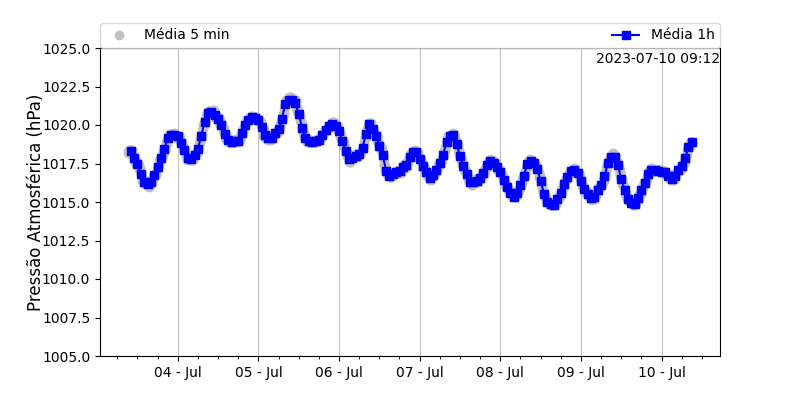 Média 5 min
Média 1h
2023-07-10 09:12
Pressão Atmosférica (hPa)
1025.0
1022.5
1020.0
1017.5
1015.0
1012.5
1010.0
1007.5
1005.0
04 - Jul
05 - Jul
06 - Jul
07 - Jul
08 - Jul
09 - Jul
10 - Jul